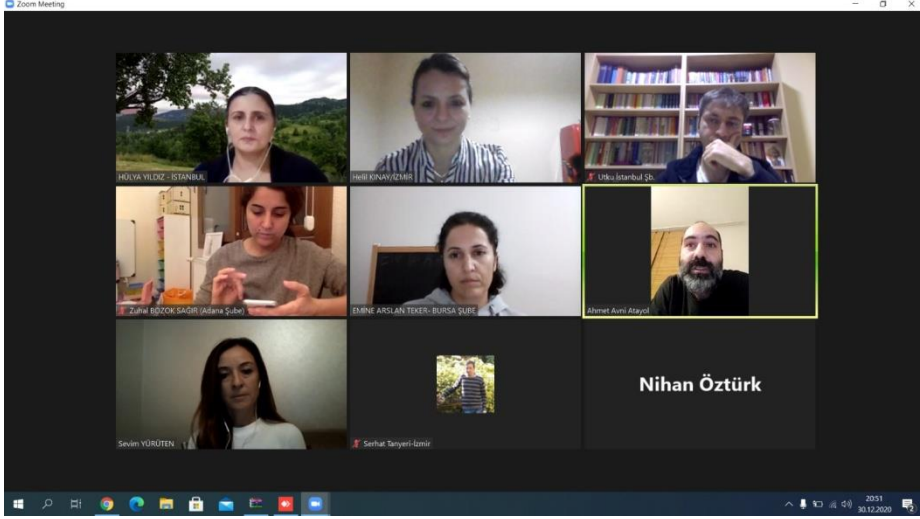 Zoom Meeting
HÜLYA YILDIZ - İSTANBUL
Helil KINAY/İZMİR
Utku İstanbul Şb.
Zuhal BOZOK SAĞIR (Adana Şube)
EMİNE ARSLAN TEKER- BURSA ŞUBE
Ahmet Avni Atayol
Sevim YÜRÜTEN
Serhat Tanyeri-İzmir
Nihan Öztürk
20:51
30.12.2020